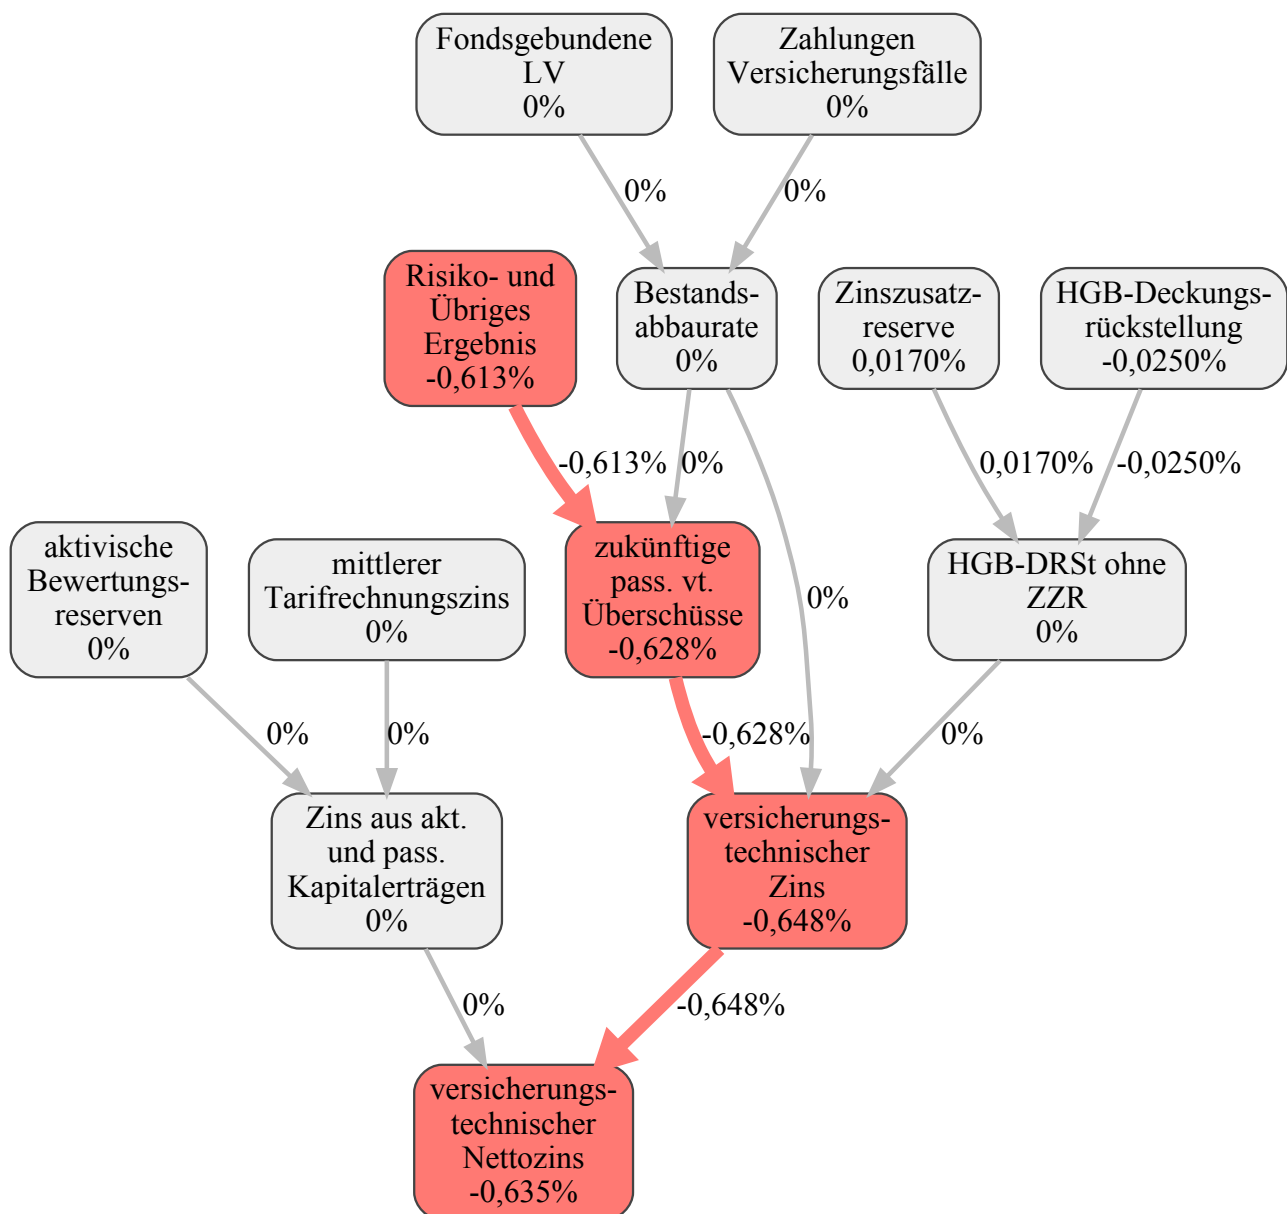 Fondsgebundene
LV
0%
Zahlungen
Versicherungsfälle
0%
0%
0%
Risiko- und
Übriges
Ergebnis
-0,613%
Bestands-
abbaurate
0%
Zinszusatz-
reserve
0,0170%
HGB-Deckungs-
rückstellung
-0,0250%
-0,613%
0%
0,0170%
-0,0250%
aktivische
Bewertungs-
reserven
0%
mittlerer
Tarifrechnungszins
0%
zukünftige
pass. vt.
Überschüsse
-0,628%
0%
HGB-DRSt ohne
ZZR
0%
0%
0%
-0,628%
0%
Zins aus akt.
und pass.
Kapitalerträgen
0%
versicherungs-
technischer
Zins
-0,648%
0%
-0,648%
versicherungs-
technischer
Nettozins
-0,635%